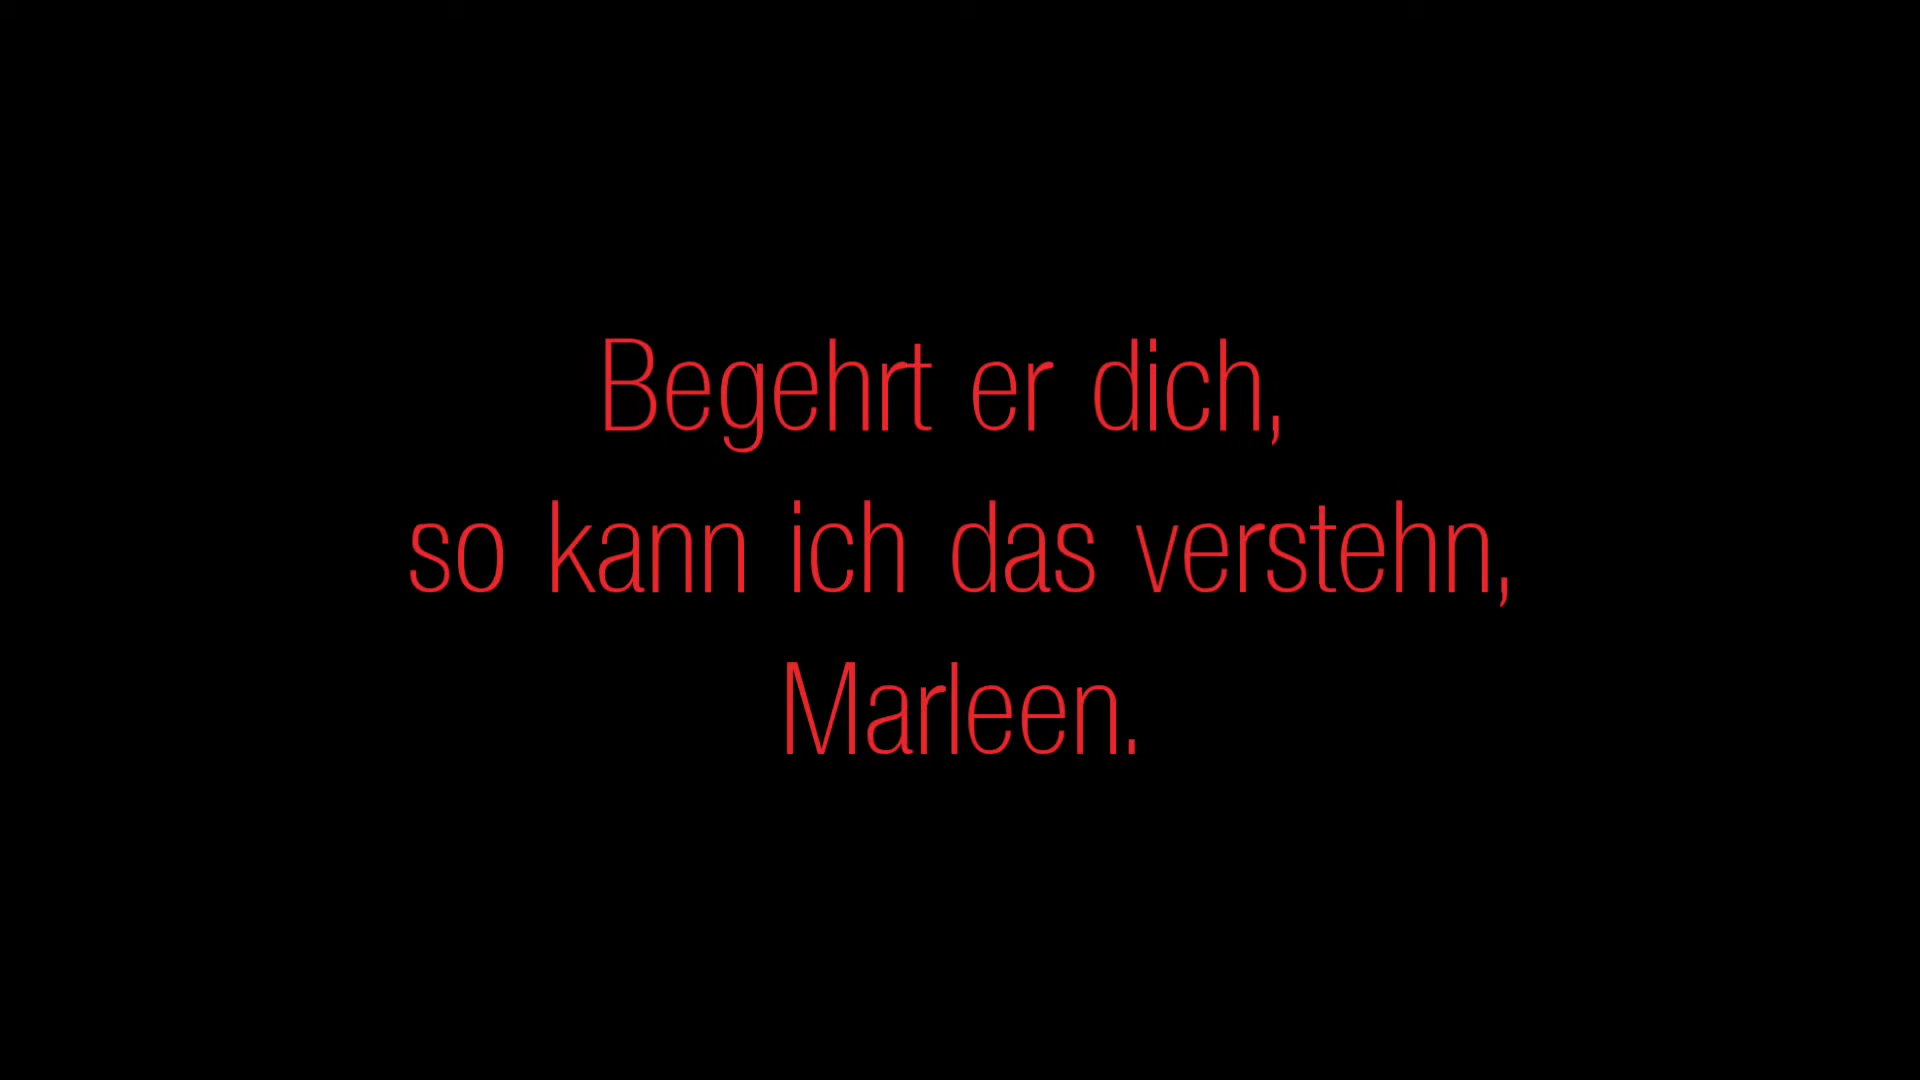 Begehrt er dich,
so kann ich das verstehn,
Marleen.